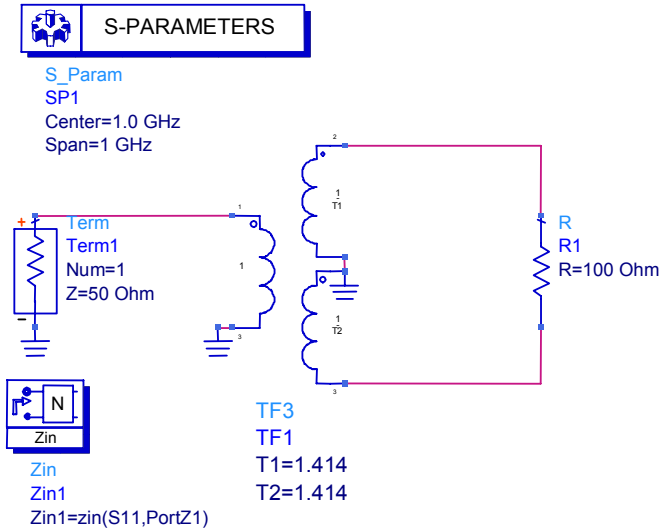 S-PARAMETERS
S_Param
SP1
Center=1.0 GHz
Span=1 GHz
+
Term
Term1
Num=1
Z=50 Ohm
–
1
1
3
2
1
T1
1
T2
3
R
R1
R=100 Ohm
N
Zin
Zin
Zin1
Zin1=zin(S11,PortZ1)
TF3
TF1
T1=1.414
T2=1.414